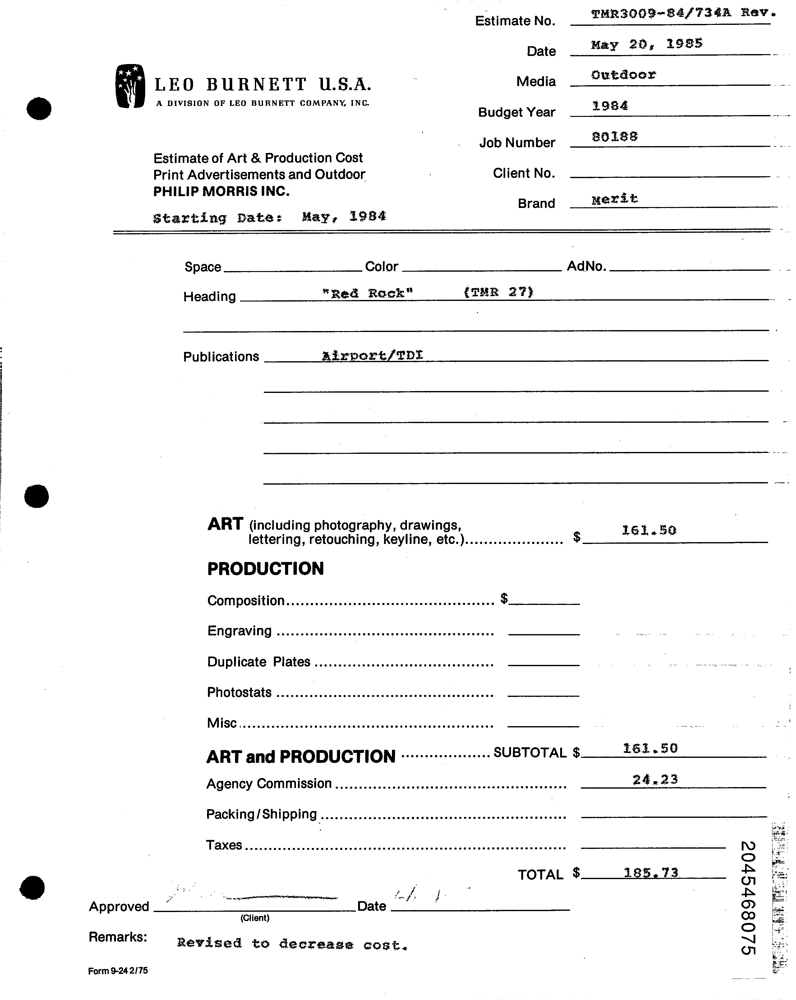 Estimate No. TMR3009-84/734A Rev.
Date May 20, 1985
LEO BURNETT U.S.A.
A DIVISION OF LEO BURNETT COMPANY, INC.
Media Outdoor
Budget Year 1984
Job Number 80188
Estimate of Art & Production Cost
Print Advertisements and Outdoor
PHILIP MORRIS INC.
Client No.
Brand Merit
Starting Date: May, 1984
Space Color AdNo.
Heading "Red Rock" (TMR 27)
Publications Airport/TDI
ART (including photography, drawings,
lettering, retouching, keyline, etc.)..................... $ 161.50
PRODUCTION
Composition............................................ $
Engraving ..............................................
Duplicate Plates ......................................
Photostats ..............................................
Misc ......................................................
ART and PRODUCTION ................... SUBTOTAL $ 161.50
Agency Commission ................................................. 24.23
Packing/Shipping ....................................................
Taxes ....................................................................
TOTAL $ 185.73
Approved Date
(Client)
Remarks: Revised to decrease cost.
Form 9-24 2/75
2045468075